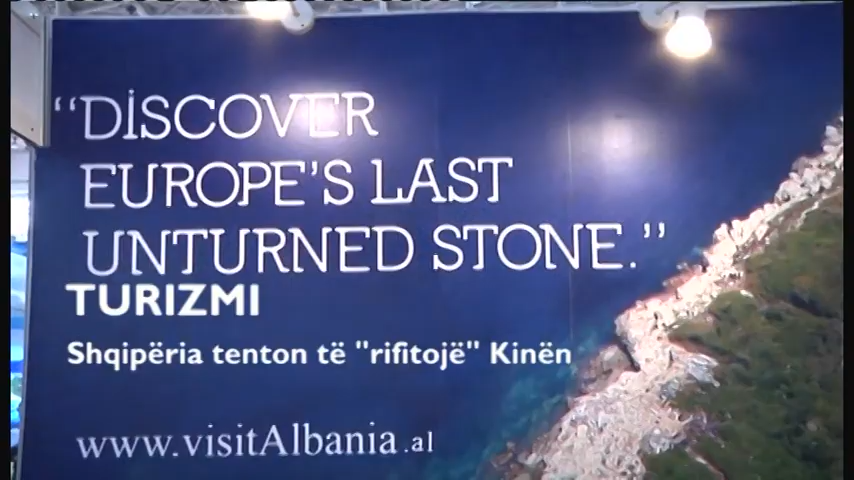 “DISCOVER
EUROPE'S LAST
UNTURNED STONE.”
TURIZMI
Shqipëria tenton të "rifitojë" Kinën
www.visitAlbania.al